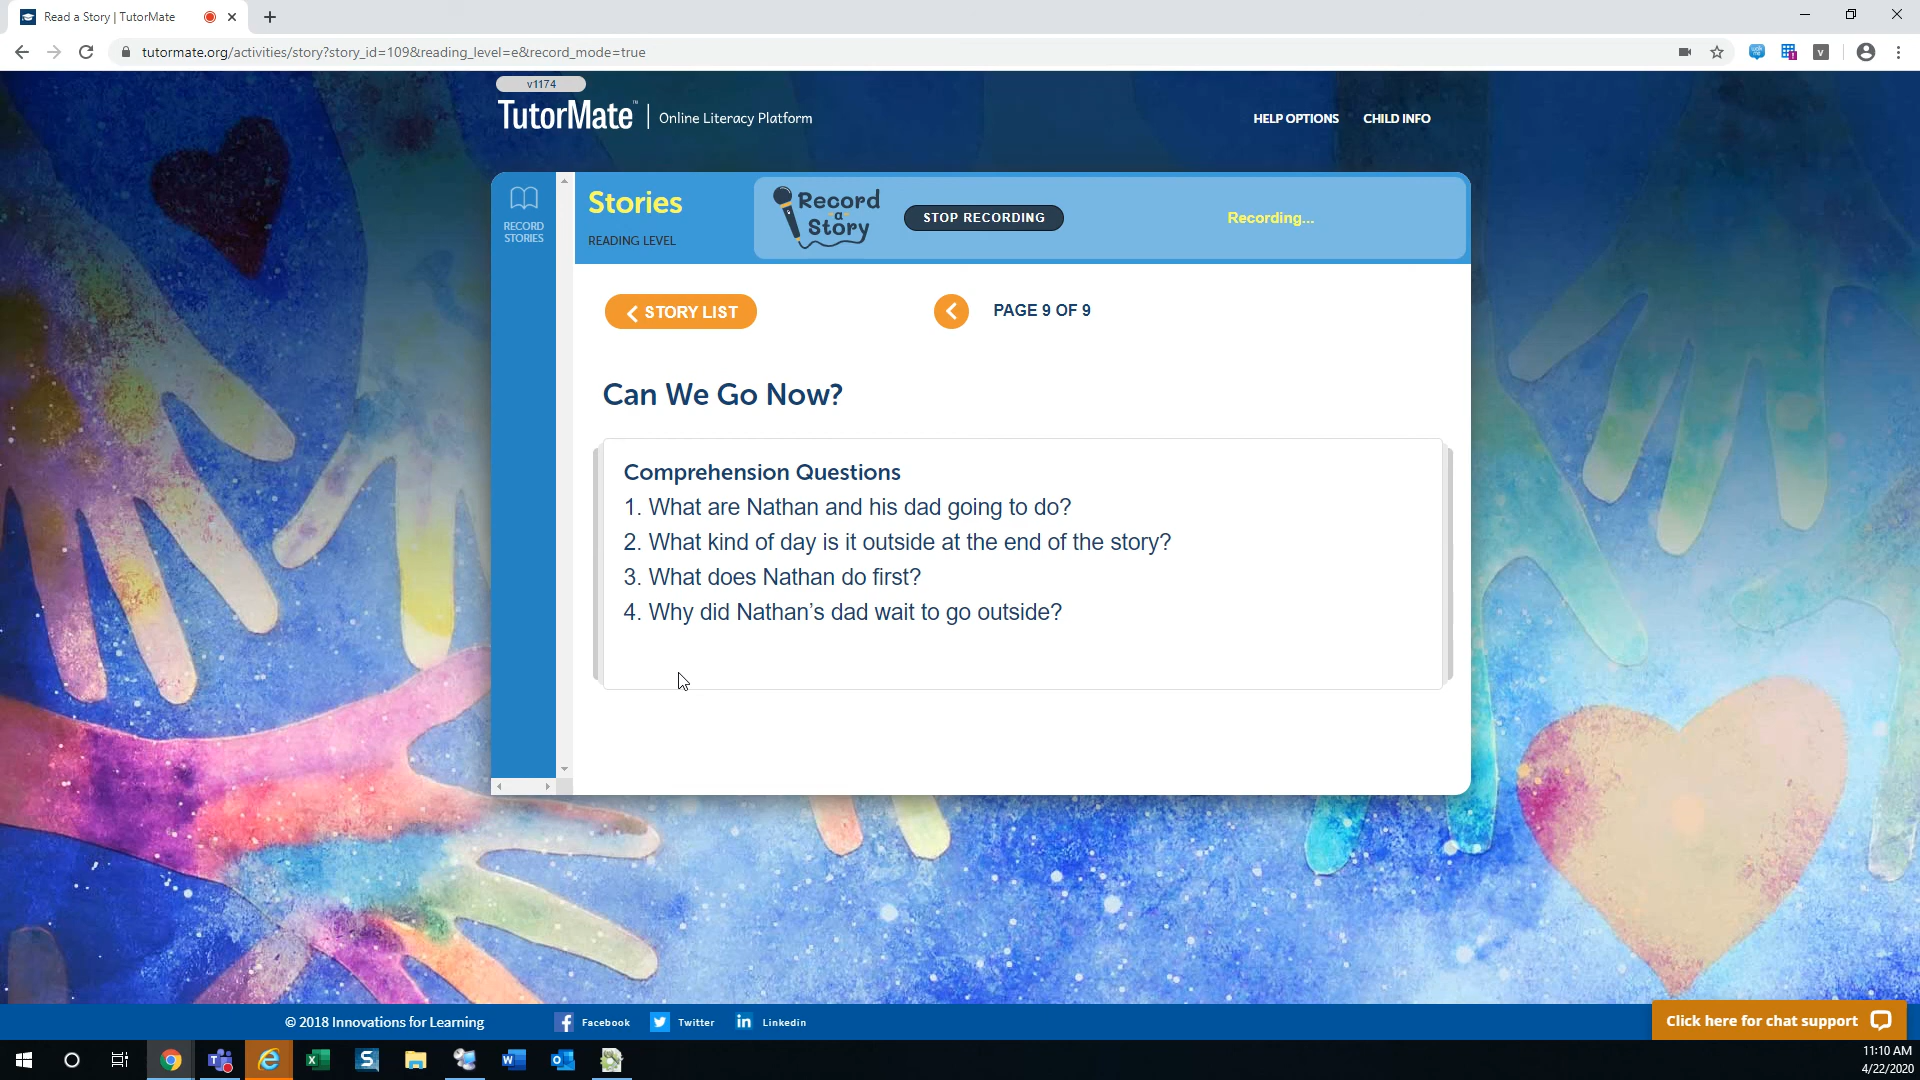 Read a Story | TutorMate
tutormate.org/activities/story?story_id=109&reading_level=e&record_mode=true
v1174
TutorMate™ | Online Literacy Platform
HELP OPTIONS
CHILD INFO
RECORD
STORIES
Stories
READING LEVEL
Record
a
Story
STOP RECORDING
Recording...
STORY LIST
PAGE 9 OF 9
Can We Go Now?
Comprehension Questions
1. What are Nathan and his dad going to do?
2. What kind of day is it outside at the end of the story?
3. What does Nathan do first?
4. Why did Nathan's dad wait to go outside?
© 2018 Innovations for Learning
Facebook
Twitter
Linkedin
Click here for chat support
11:10 AM
4/22/2020